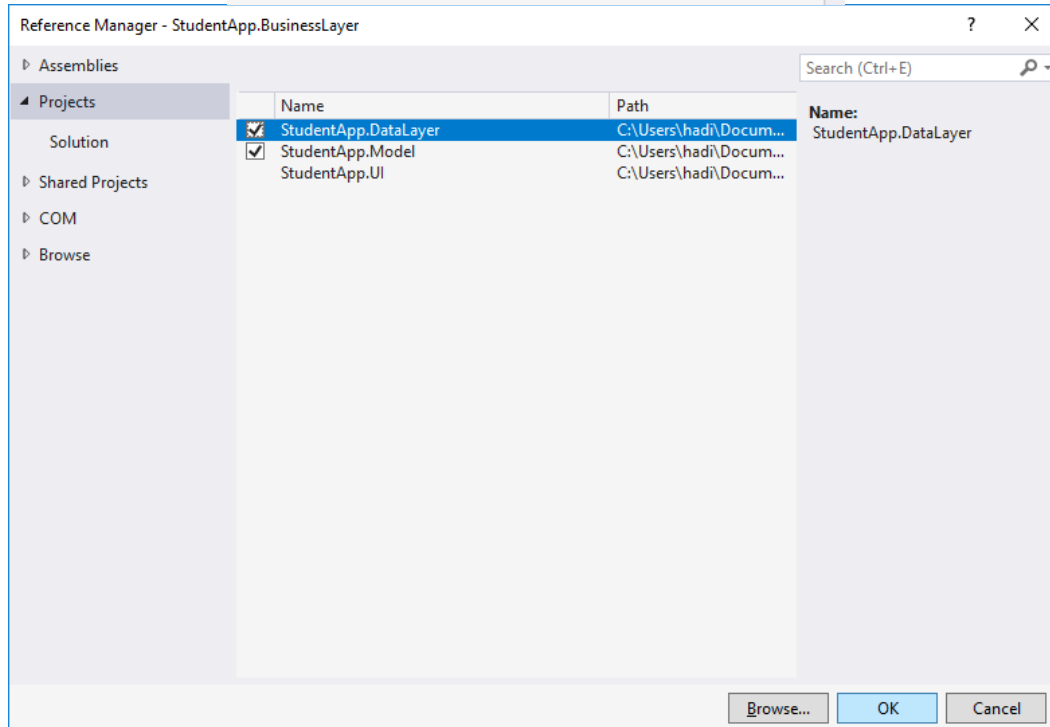 Reference Manager - StudentApp.BusinessLayer
?
Assemblies
Projects
Solution
Shared Projects
COM
Browse
Name Path
StudentApp.DataLayer C:\Users\hadi\Docum...
StudentApp.Model C:\Users\hadi\Docum...
StudentApp.UI C:\Users\hadi\Docum...
Search (Ctrl+E)
Name:
StudentApp.DataLayer
Browse... OK Cancel